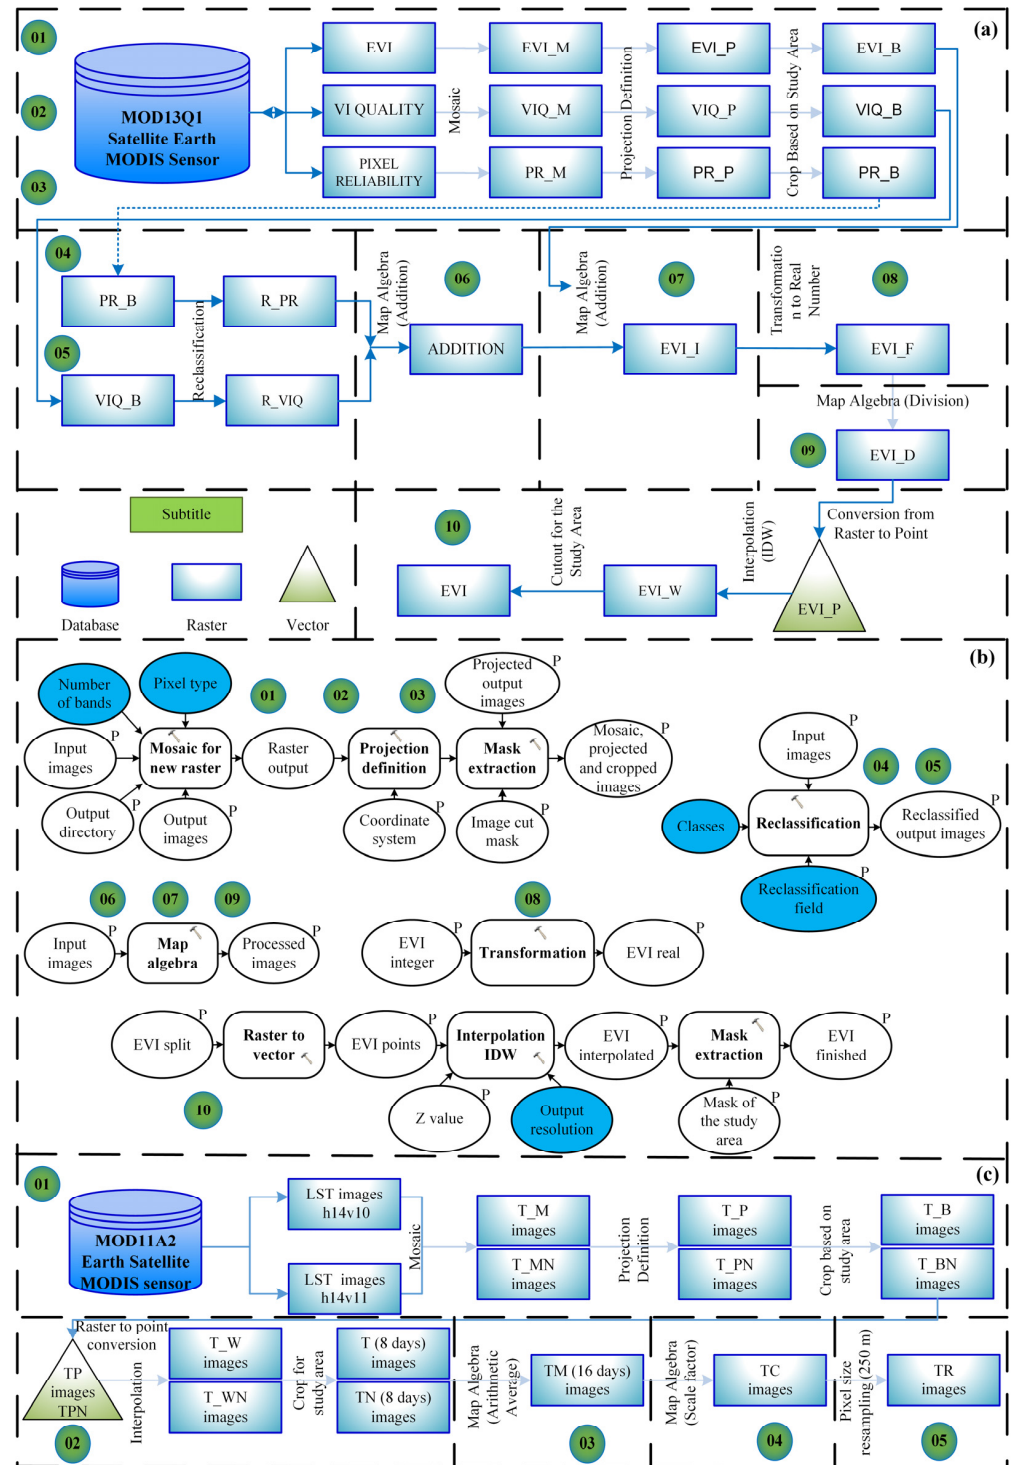 (a)
01
EVI
EVI_M
EVI_P
EVI_B
MOD13Q1
Satellite Earth
MODIS Sensor
02
VI QUALITY
Mosaic
VIQ_M
Projection Definition
VIQ_P
Crop Based on Study Area
VIQ_B
03
PIXEL
RELIABILITY
PR_M
PR_P
PR_B
04
PR_B
Reclassification
R_PR
05
VIQ_B
R_VIQ
Map Algebra
(Addition)
06
ADDITION
Map Algebra
(Addition)
07
EVI_I
Transformatio
n to Real
Number
08
EVI_F
Map Algebra (Division)
09
EVI_D
Conversion from
Raster to Point
EVI_P
Interpolation
(IDW)
EVI_W
Cutout for the
Study Area
10
EVI
Subtitle
Database
Raster
Vector
(b)
Number
of bands
Pixel type
01
02
03
Projected
output
images
P
Input
images
P
Mosaic for
new raster
Raster
output
P
Projection
definition
Mask
extraction
Mosaic,
projected
and cropped
images
P
Output
directory
P
Output
images
P
Coordinate
system
P
Image cut
mask
P
Input
images
P
04
05
Classes
Reclassification
Reclassified
output images
P
Reclassification
field
P
06
07
09
Input
images
P
Map
algebra
Processed
images
P
08
EVI
integer
P
Transformation
EVI real
P
EVI split
P
Raster to
vector
EVI points
P
Interpolation
IDW
EVI
interpolated
P
Mask
extraction
EVI
finished
P
10
Z value
P
Output
resolution
Mask of
the study
area
P
(c)
01
MOD11A2
Earth Satellite
MODIS sensor
LST images
h14v10
LST images
h14v11
Mosaic
T_M
images
T_MN
images
Projection
Definition
T_P
images
T_PN
images
Crop based on
study area
T_B
images
T_BN
images
Raster to point
conversion
TP
images
TPN
02
Interpolation
T_W
images
T_WN
images
Crop for
study area
T (8 days)
images
TN (8 days)
images
Map Algebra
(Arithmetic
Average)
TM (16 days)
images
03
Map Algebra
(Scale factor)
TC
images
04
Pixel size
resampling (250 m)
TR
images
05